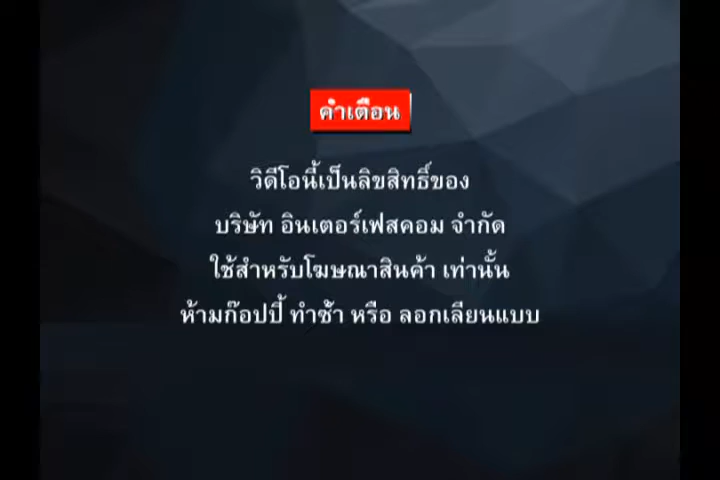 คำเตือน
วิดีโอนี้เป็นลิขสิทธิ์ของ
บริษัท อินเตอร์เฟสคอม จำกัด
ใช้สำหรับโฆษณาสินค้า เท่านั้น
ห้ามก๊อปปี้ ทำซ้ำ หรือ ลอกเลียนแบบ